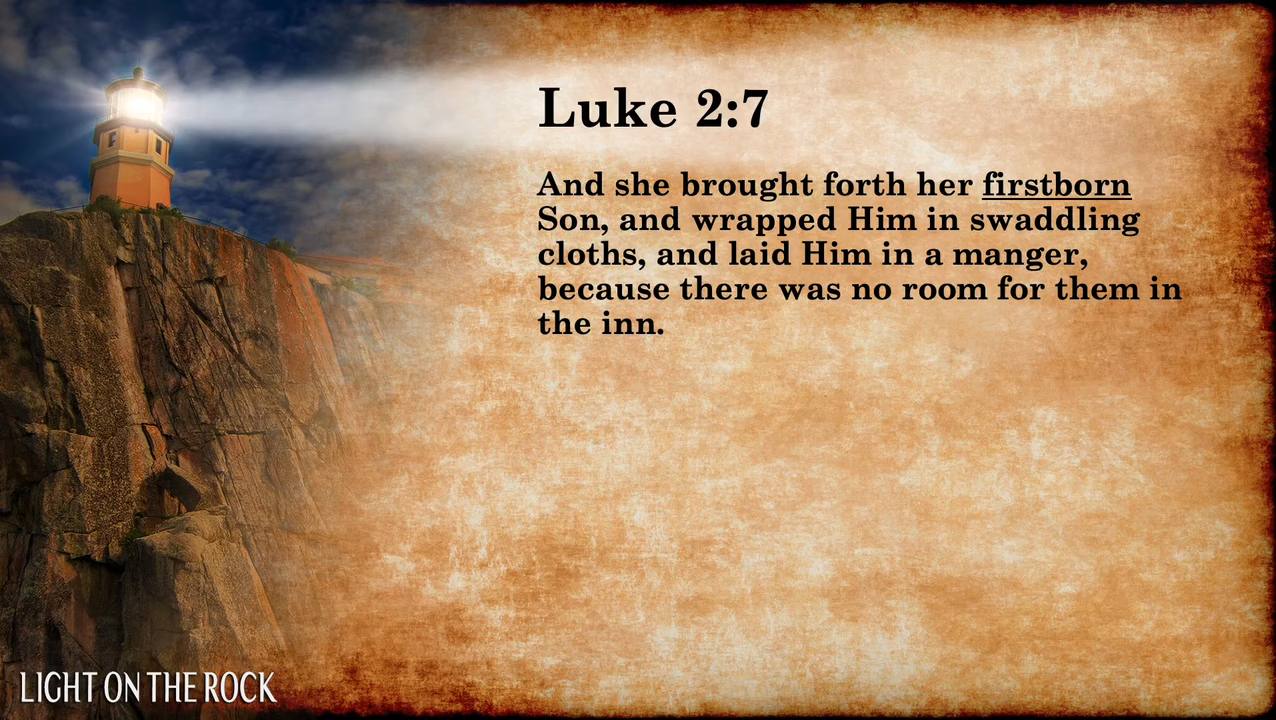 Luke 2:7
And she brought forth her firstborn
Son, and wrapped Him in swaddling
cloths, and laid Him in a manger,
because there was no room for them in
the inn.
LIGHT ON THE ROCK